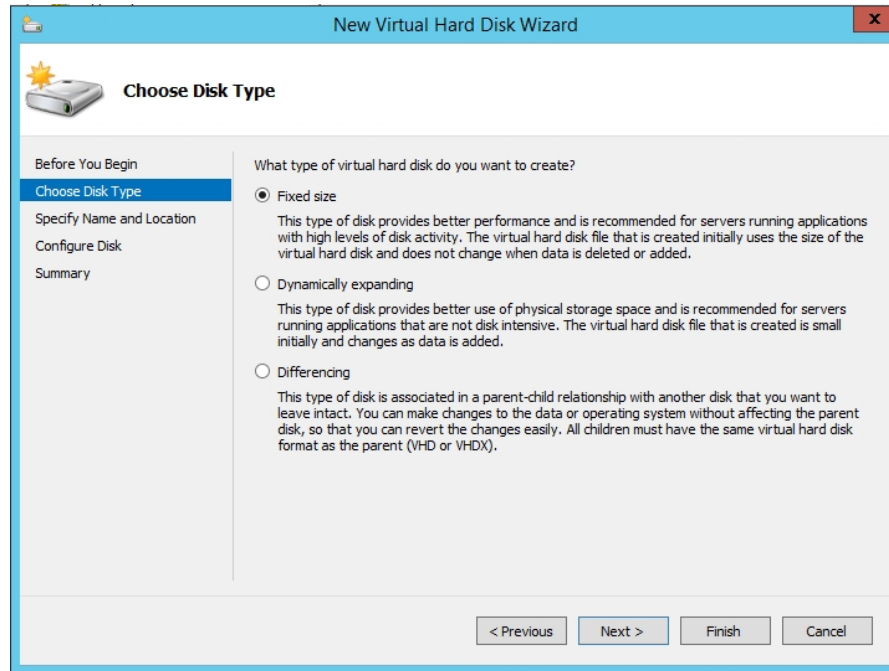 New Virtual Hard Disk Wizard
x
Choose Disk Type
Before You Begin
Choose Disk Type
Specify Name and Location
Configure Disk
Summary
What type of virtual hard disk do you want to create?
Fixed size
This type of disk provides better performance and is recommended for servers running applications
with high levels of disk activity. The virtual hard disk file that is created initially uses the size of the
virtual hard disk and does not change when data is deleted or added.
Dynamically expanding
This type of disk provides better use of physical storage space and is recommended for servers
running applications that are not disk intensive. The virtual hard disk file that is created is small
initially and changes as data is added.
Differencing
This type of disk is associated in a parent-child relationship with another disk that you want to
leave intact. You can make changes to the data or operating system without affecting the parent
disk, so that you can revert the changes easily. All children must have the same virtual hard disk
format as the parent (VHD or VHDX).
< Previous
Next >
Finish
Cancel